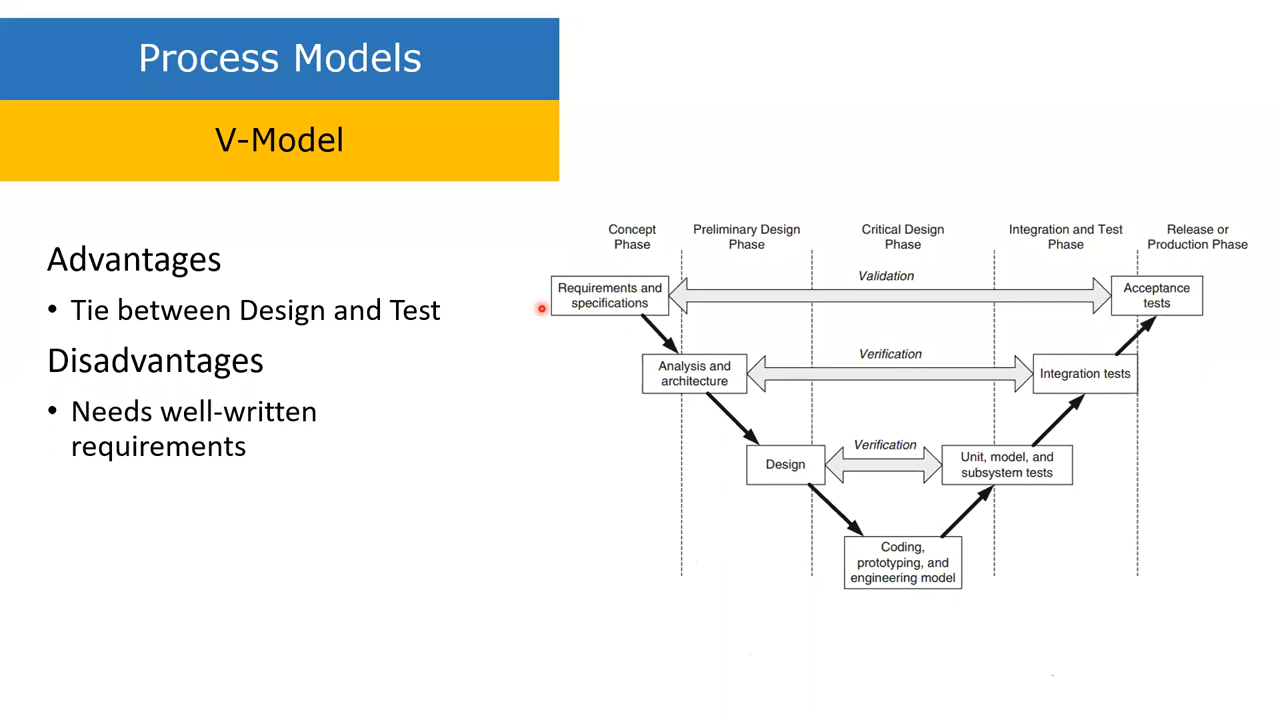 Process Models
V-Model
Advantages
• Tie between Design and Test
Disadvantages
• Needs well-written
requirements
Concept
Phase
Preliminary Design
Phase
Critical Design
Phase
Integration and Test
Phase
Release or
Production Phase
Validation
Requirements and
specifications
Acceptance
tests
Verification
Analysis and
architecture
Integration tests
Verification
Design
Unit, model, and
subsystem tests
Coding,
prototyping, and
engineering model